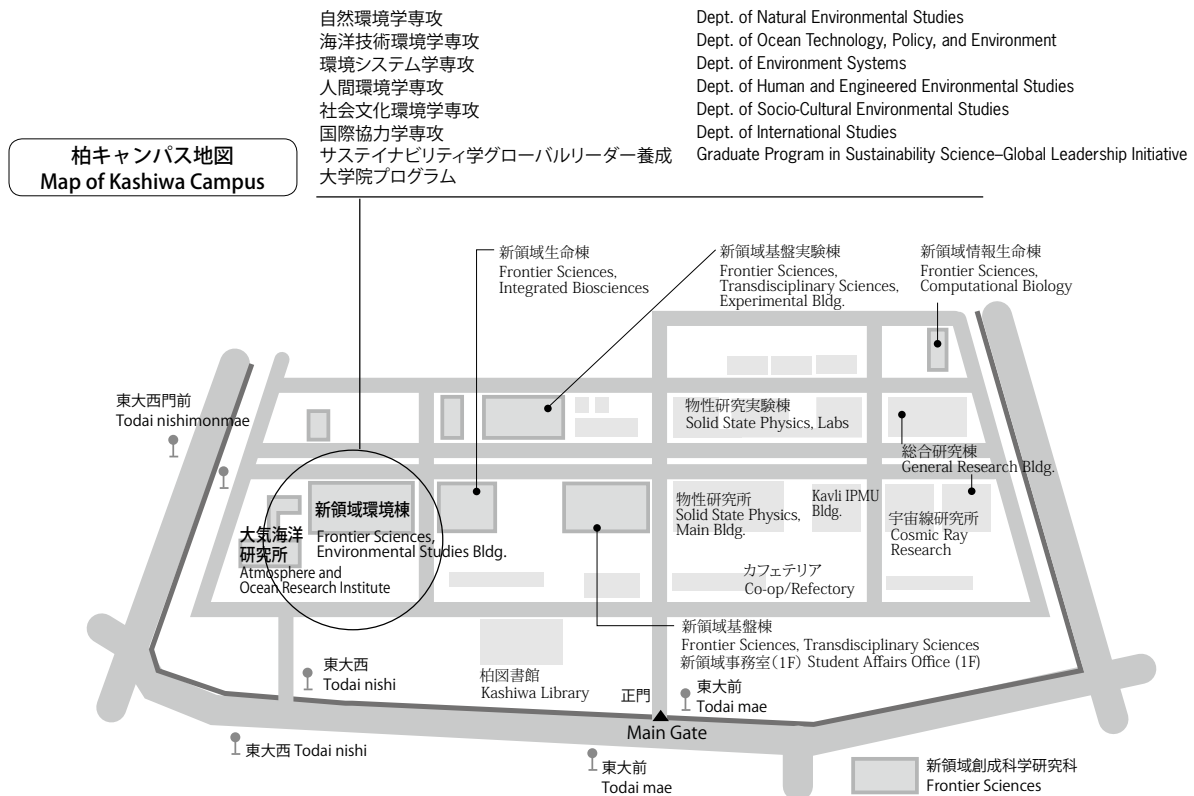 自然環境学専攻 Dept. of Natural Environmental Studies
海洋技術環境学専攻 Dept. of Ocean Technology, Policy, and Environment
環境システム学専攻 Dept. of Environment Systems
人間環境学専攻 Dept. of Human and Engineered Environmental Studies
社会文化環境学専攻 Dept. of Socio-Cultural Environmental Studies
国際協力学専攻 Dept. of International Studies
サステイナビリティ学グローバルリーダー養成 Graduate Program in Sustainability Science–Global Leadership Initiative
大学院プログラム
柏キャンパス地図
Map of Kashiwa Campus
新領域生命棟
Frontier Sciences,
Integrated Biosciences
新領域基盤実験棟
Frontier Sciences,
Transdisciplinary Sciences,
Experimental Bldg.
新領域情報生命棟
Frontier Sciences,
Computational Biology
東大西門前
Todai nishimonmae
物性研究実験棟
Solid State Physics, Labs
総合研究棟
General Research Bldg.
新領域環境棟
Frontier Sciences,
Environmental Studies Bldg.
大気海洋
研究所
Atmosphere and
Ocean Research Institute
物性研究所
Solid State Physics,
Main Bldg.
Kavli IPMU
Bldg.
宇宙線研究所
Cosmic Ray
Research
カフェテリア
Co-op/Refectory
新領域基盤棟
Frontier Sciences, Transdisciplinary Sciences
新領域事務室(1F) Student Affairs Office (1F)
東大西
Todai nishi
柏図書館
Kashiwa Library
正門
Main Gate
東大前
Todai mae
東大西 Todai nishi
東大前
Todai mae
新領域創成科学研究科
Frontier Sciences